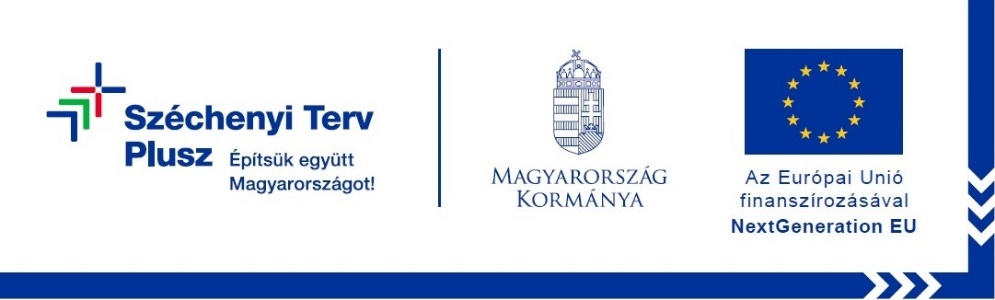 Széchenyi Terv
Plusz Építsük együtt
Magyarországot!
MAGYARORSZÁG
KORMÁNYA
Az Európai Unió
finanszírozásával
NextGeneration EU